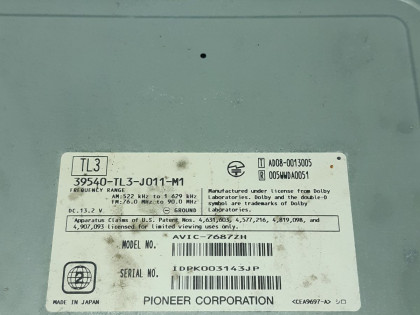 TL3
39540-TL3-J011-M1
FREQUENCY RANGE
AM:522 kHz to 1 629 kHz
FM:76.0 MHz to 90.0 MHz
DC.13.2 V ⊖ GROUND
T AD08-0013005
R 005WWDA0051
Manufactured under license from Dolby
Laboratories. Dolby and the double-D
symbol are trademarks of Dolby
Laboratories.
Apparatus Claims of U.S. Patent Nos. 4,631,603, 4,577,216, 4,819,098, and
4,907,093 licensed for limited viewing uses only.
MODEL NO. AVIC-7687ZH
SERIAL NO. IDPK003143JP
2
MADE IN JAPAN
PIONEER CORPORATION
<CEA9697-A>